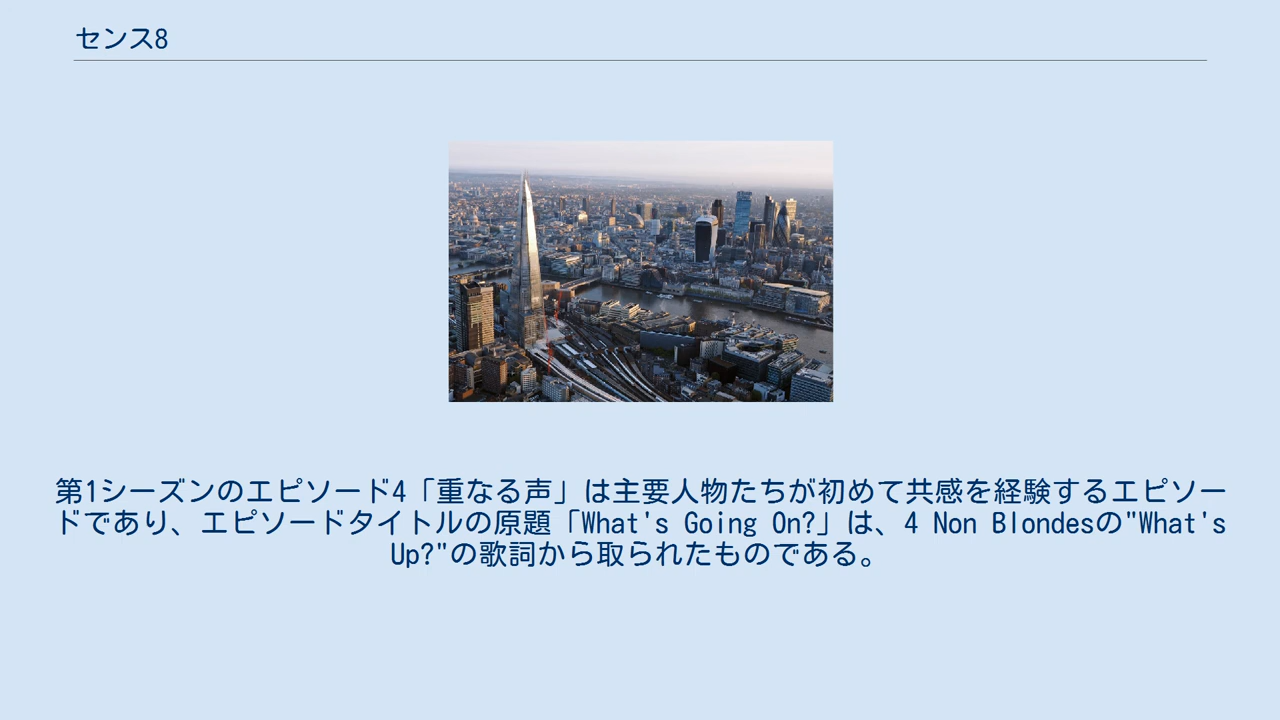 センス8
第1シーズンのエピソード4「重なる声」は主要人物たちが初めて共感を経験するエピソー
ドであり、エピソードタイトルの原題「What's Going On?」は、4 Non Blondesの"What's
Up?"の歌詞から取られたものである。